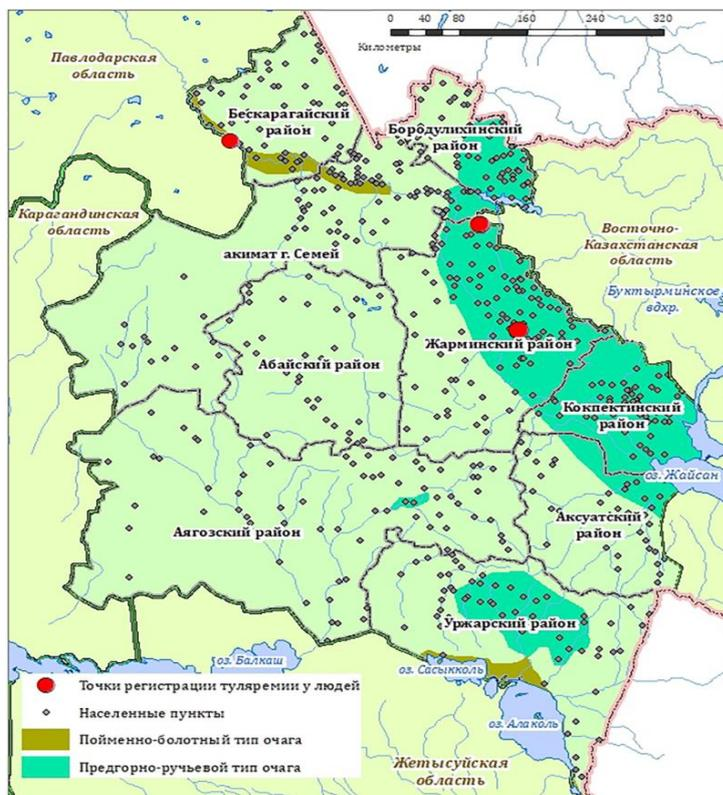 0 40 80 160 240 320
Километры
Павлодарская
область
Бескарагайский
район
Бородулихинский
район
Карагандинская
область
Восточно-
Казахстанская
область
акимат г. Семей
Буктырминское
вдхр.
Абайский район
Жарминский район
Кокпектинский
район
оз. Жайсан
Аксуатский
район
Аягозский район
Уржарский район
оз. Балкаш
оз. Сасыкколь
оз. Алаколь
Жетысуйская
область
Точки регистрации туляремии у людей
Населенные пункты
Пойменно-болотный тип очага
Предгорно-ручьевой тип очага